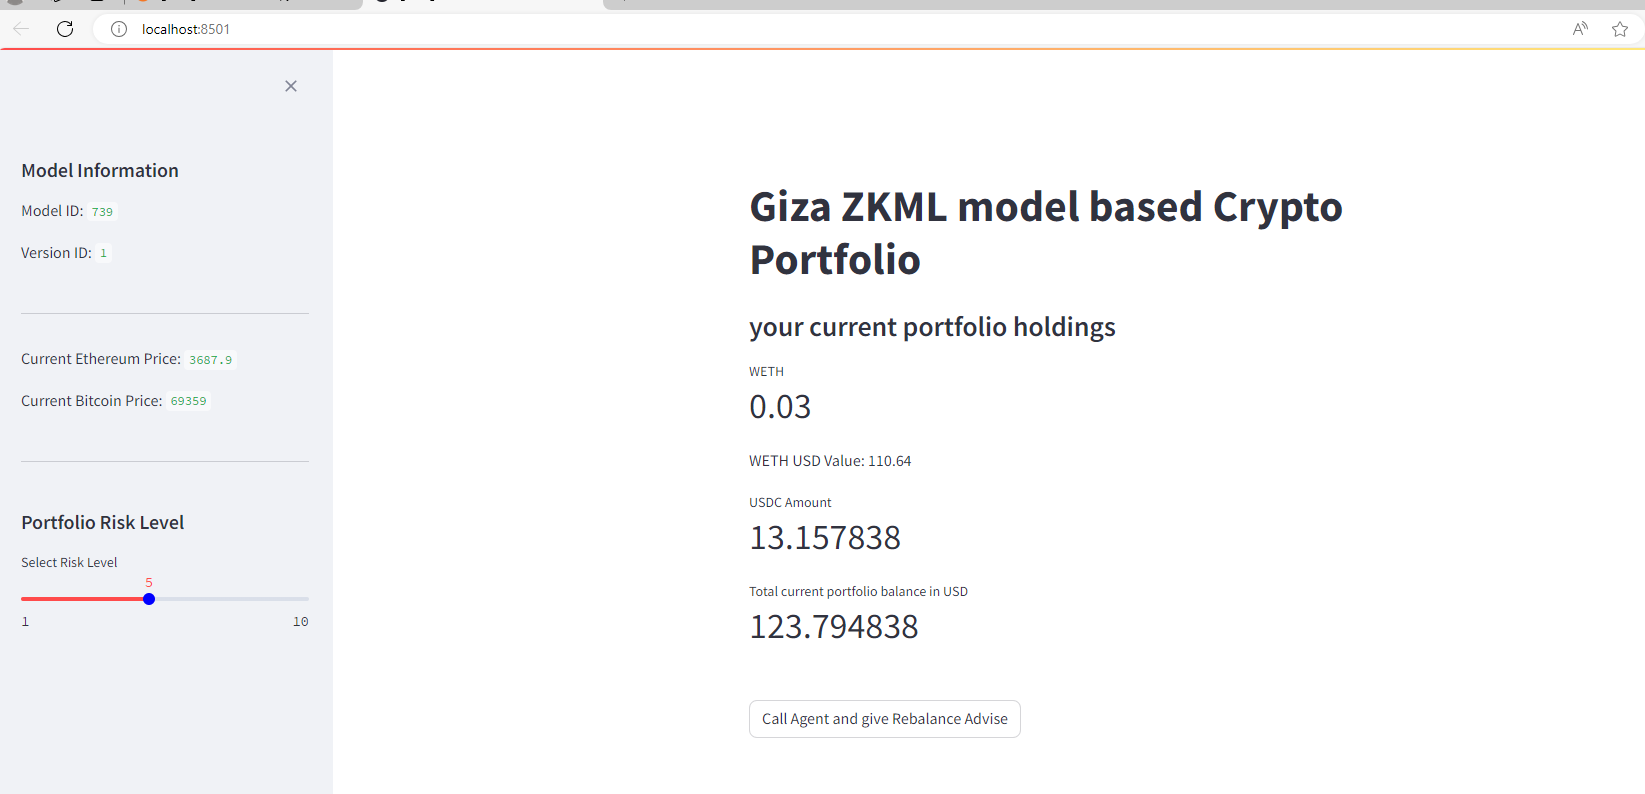 localhost:8501
Model Information
Model ID: 739
Version ID: 1
Current Ethereum Price: 3687.9
Current Bitcoin Price: 69359
Portfolio Risk Level
Select Risk Level
5
1 10
Giza ZKML model based Crypto
Portfolio
your current portfolio holdings
WETH
0.03
WETH USD Value: 110.64
USDC Amount
13.157838
Total current portfolio balance in USD
123.794838
Call Agent and give Rebalance Advise